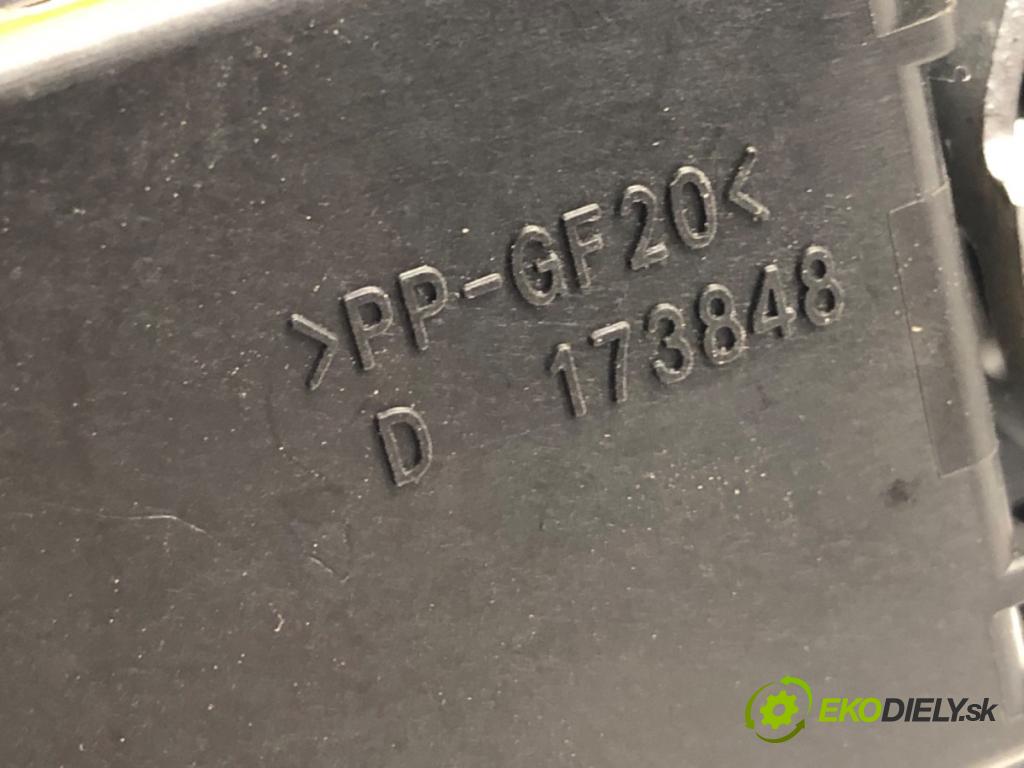 >PP-GF20<
D 173848
EKODIELY.sk